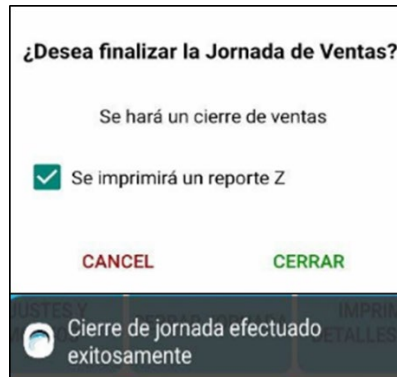 ¿Desea finalizar la Jornada de Ventas?
Se hará un cierre de ventas
Se imprimirá un reporte Z
CANCEL
CERRAR
Cierre de jornada efectuado
exitosamente